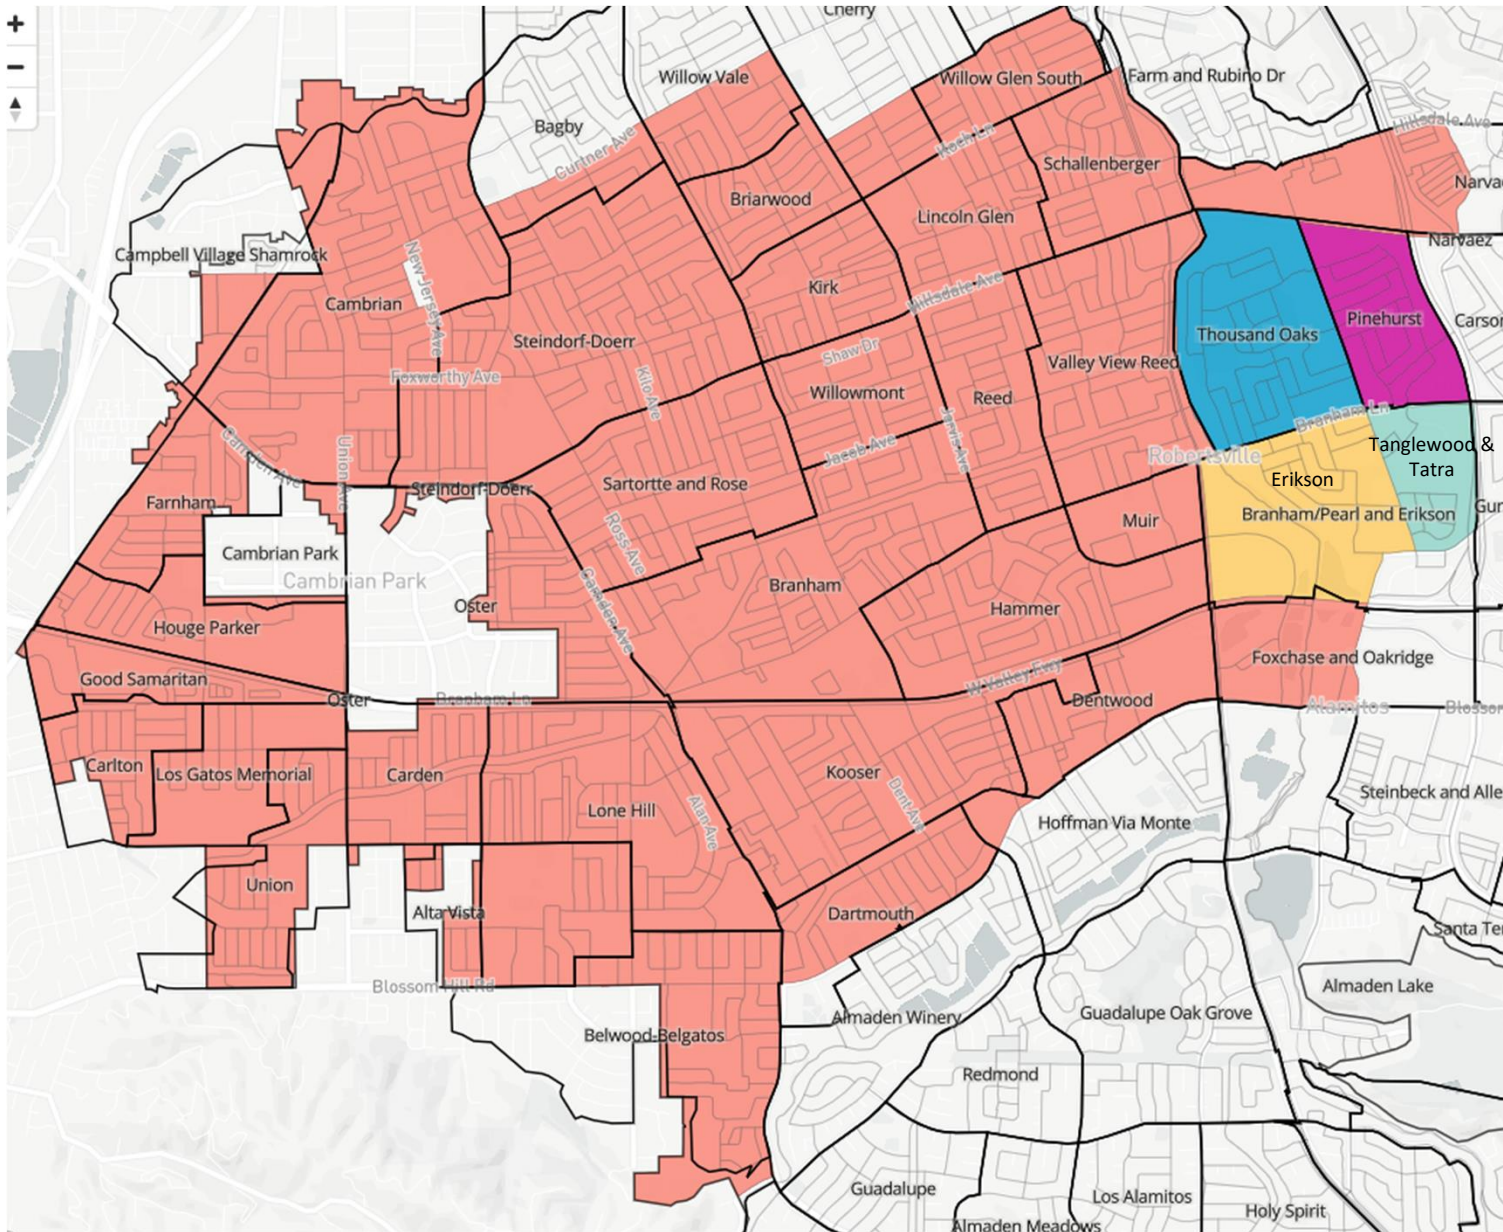 +
Cherry
−
Willow Vale
Willow Glen South
Farm and Rubino Dr
Bagby
Curtner Ave
Koch Ln
Hillsdale Ave
Schallenberger
Narva
Briarwood
Lincoln Glen
Campbell Village Shamrock
Narvaez
New Jersey Ave
Kirk
Hillsdale Ave
Cambrian
Thousand Oaks
Pinehurst
Carson
Steindorf-Doerr
Shaw Dr
Valley View Reed
Foxworthy Ave
Kilo Ave
Willowmont
Reed
Branham Ln
Jarvis Ave
Tanglewood &
Tatra
Camden Ave
Union Ave
Jacob Ave
Robertsville
Steindorf-Doerr
Sartortte and Rose
Erikson
Farnham
Branham/Pearl and Erikson
Gun
Muir
Ross Ave
Cambrian Park
Cambrian Park
Branham
Oster
Camden Ave
Hammer
Houge Parker
Foxchase and Oakridge
Good Samaritan
W Valley Fwy
Oster
Branham Ln
Dentwood
Alamitos
Blossor
Carlton
Los Gatos Memorial
Carden
Kooser
Dent Ave
Steinbeck and Alle
Lone Hill
Alan Ave
Hoffman Via Monte
Union
Alta Vista
Dartmouth
Santa Ter
Blossom Hill Rd
Almaden Lake
Almaden Winery
Guadalupe Oak Grove
Belwood-Belgatos
Redmond
Guadalupe
Los Alamitos
Holy Spirit
Almaden Meadows